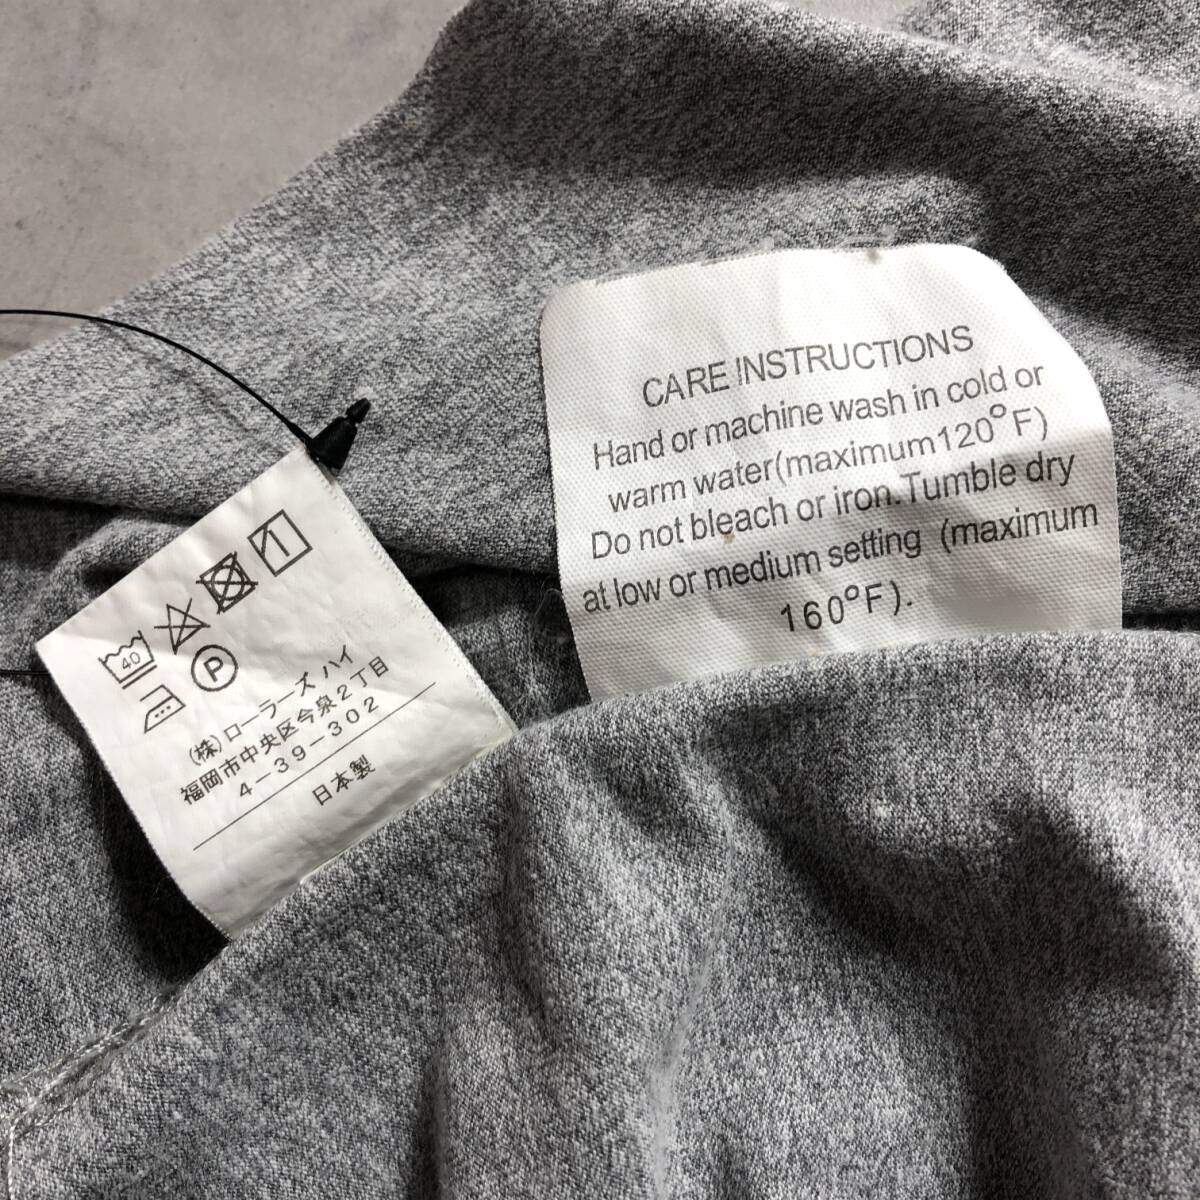 40
P
(株)ローラーズ ハイ
福岡市中央区今泉2丁目
4-39-302
日本製
CARE INSTRUCTIONS
Hand or machine wash in cold or
warm water(maximum120°F)
Do not bleach or iron.Tumble dry
at low or medium setting (maximum
160°F).